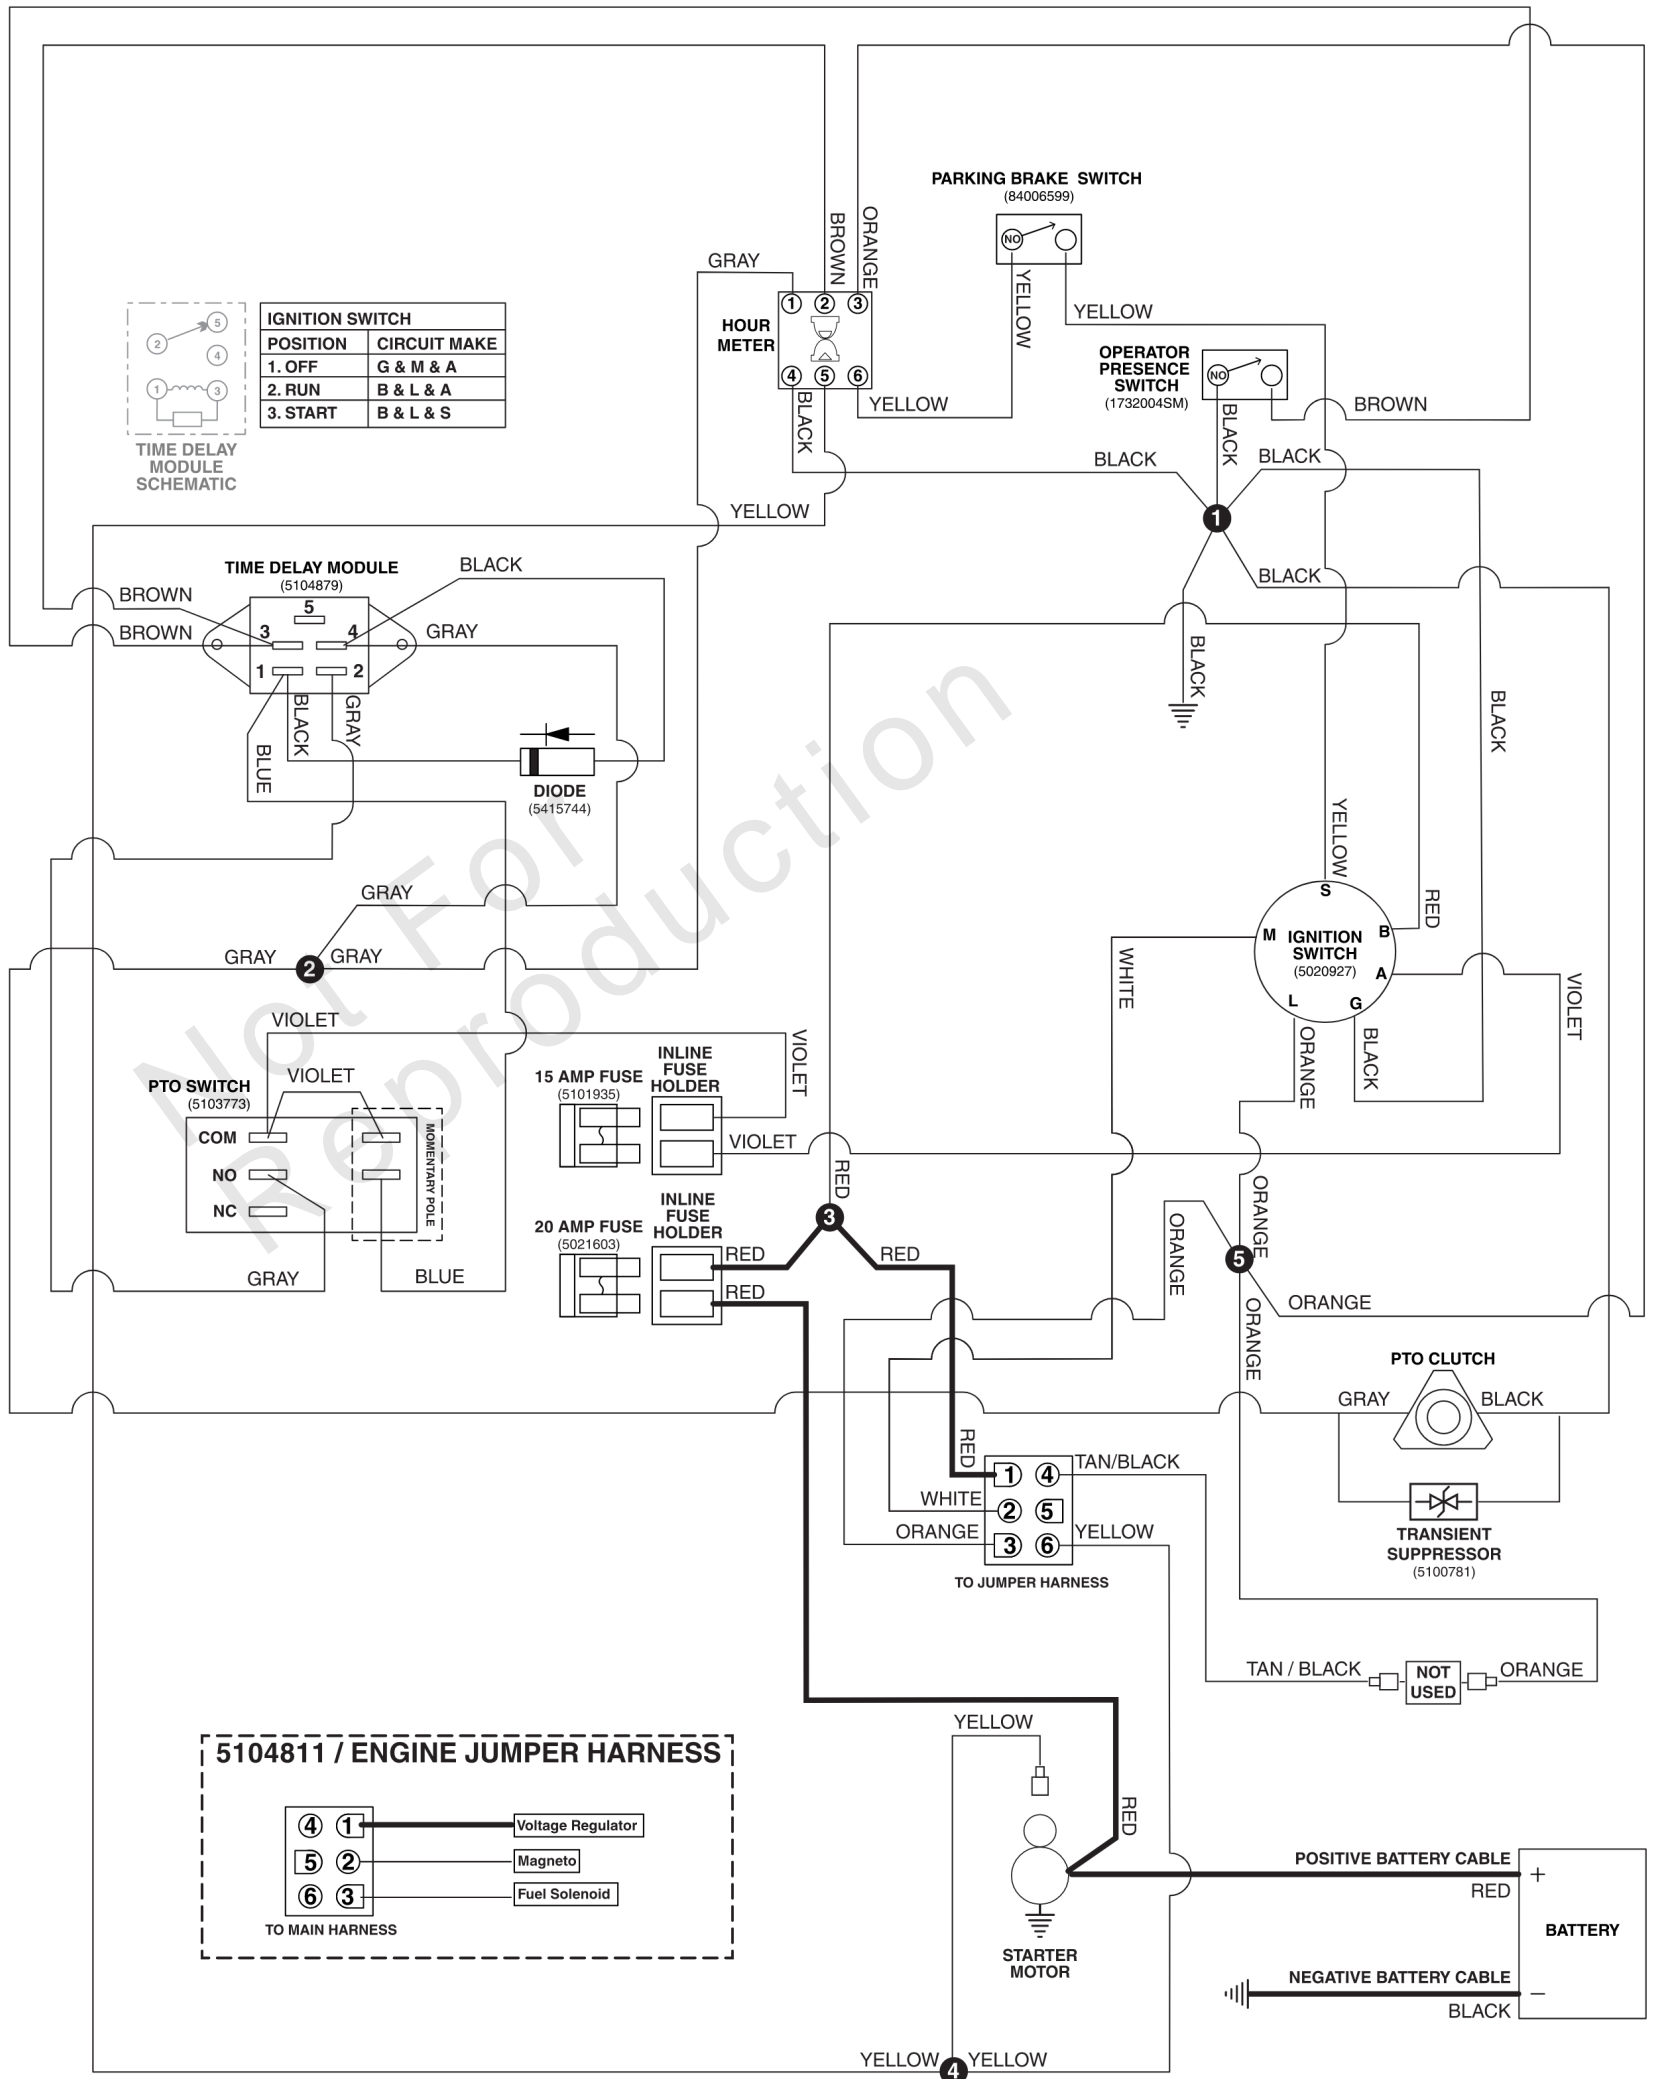 PARKING BRAKE SWITCH
(84006599)
NO
YELLOW
YELLOW
BROWN
ORANGE
GRAY
1 2 3
HOUR
METER
4 5 6
YELLOW
BLACK
OPERATOR
PRESENCE
SWITCH
(1732004SM)
NO
BLACK
BROWN
BLACK
BLACK
1
BLACK
BLACK
BLACK
2
5
4
1
3
TIME DELAY
MODULE
SCHEMATIC
IGNITION SWITCH
POSITION CIRCUIT MAKE
1. OFF G & M & A
2. RUN B & L & A
3. START B & L & S
YELLOW
TIME DELAY MODULE
(5104879)
BLACK
BROWN
BROWN
5
3
4
1
2
GRAY
BLACK
GRAY
BLUE
DIODE
(5415744)
Not For
Reproduction
GRAY
GRAY
2
GRAY
VIOLET
VIOLET
PTO SWITCH
(5103773)
COM
NO
NC
MOMENTARY POLE
GRAY
BLUE
15 AMP FUSE
(5101935)
INLINE
FUSE
HOLDER
VIOLET
VIOLET
20 AMP FUSE
(5021603)
INLINE
FUSE
HOLDER
RED
RED
RED
3
RED
YELLOW
S
M
IGNITION
SWITCH
(5020927)
B
A
L
G
RED
WHITE
VIOLET
ORANGE
BLACK
ORANGE
ORANGE
5
ORANGE
ORANGE
PTO CLUTCH
GRAY
BLACK
TRANSIENT
SUPPRESSOR
(5100781)
RED
WHITE
ORANGE
1 4
2 5
3 6
TAN/BLACK
YELLOW
TO JUMPER HARNESS
TAN / BLACK
NOT
USED
ORANGE
YELLOW
RED
5104811 / ENGINE JUMPER HARNESS
4 1
5 2
6 3
Voltage Regulator
Magneto
Fuel Solenoid
TO MAIN HARNESS
STARTER
MOTOR
POSITIVE BATTERY CABLE
RED
+
BATTERY
NEGATIVE BATTERY CABLE
BLACK
–
YELLOW
4
YELLOW